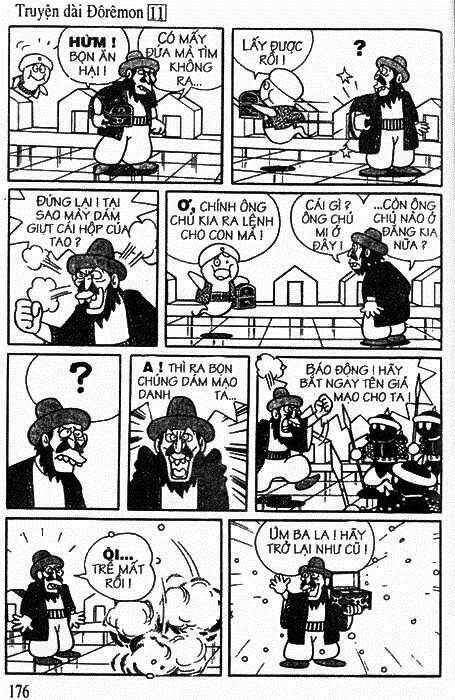 Truyện dài Đôrêmon 11
HỪM !
BỌN ĂN
HẠI !
CÓ MẤY
ĐỨA MÀ TÌM
KHÔNG
RA...
LẤY ĐƯỢC
RỒI !
?
ĐỨNG LẠI ! TẠI
SAO MÀY DÁM
GIỰT CÁI HỘP CỦA
TAO ?
Ơ, CHÍNH ÔNG
CHỦ KIA RA LỆNH
CHO CON MÀ !
CÁI GÌ ?
ÔNG CHỦ
MI Ở
ĐÂY !
...CÒN ÔNG
CHỦ NÀO Ở
ĐẰNG KIA
NỮA ?
?
A ! THÌ RA BỌN
CHÚNG DÁM MẠO
DANH TA...
BÁO ĐỘNG ! HÃY
BẮT NGAY TÊN GIẢ
MẠO CHO TA !
ÔI...
TRỄ MẤT
RỒI !
ÚM BA LA ! HÃY
TRỞ LẠI NHƯ CŨ !
176